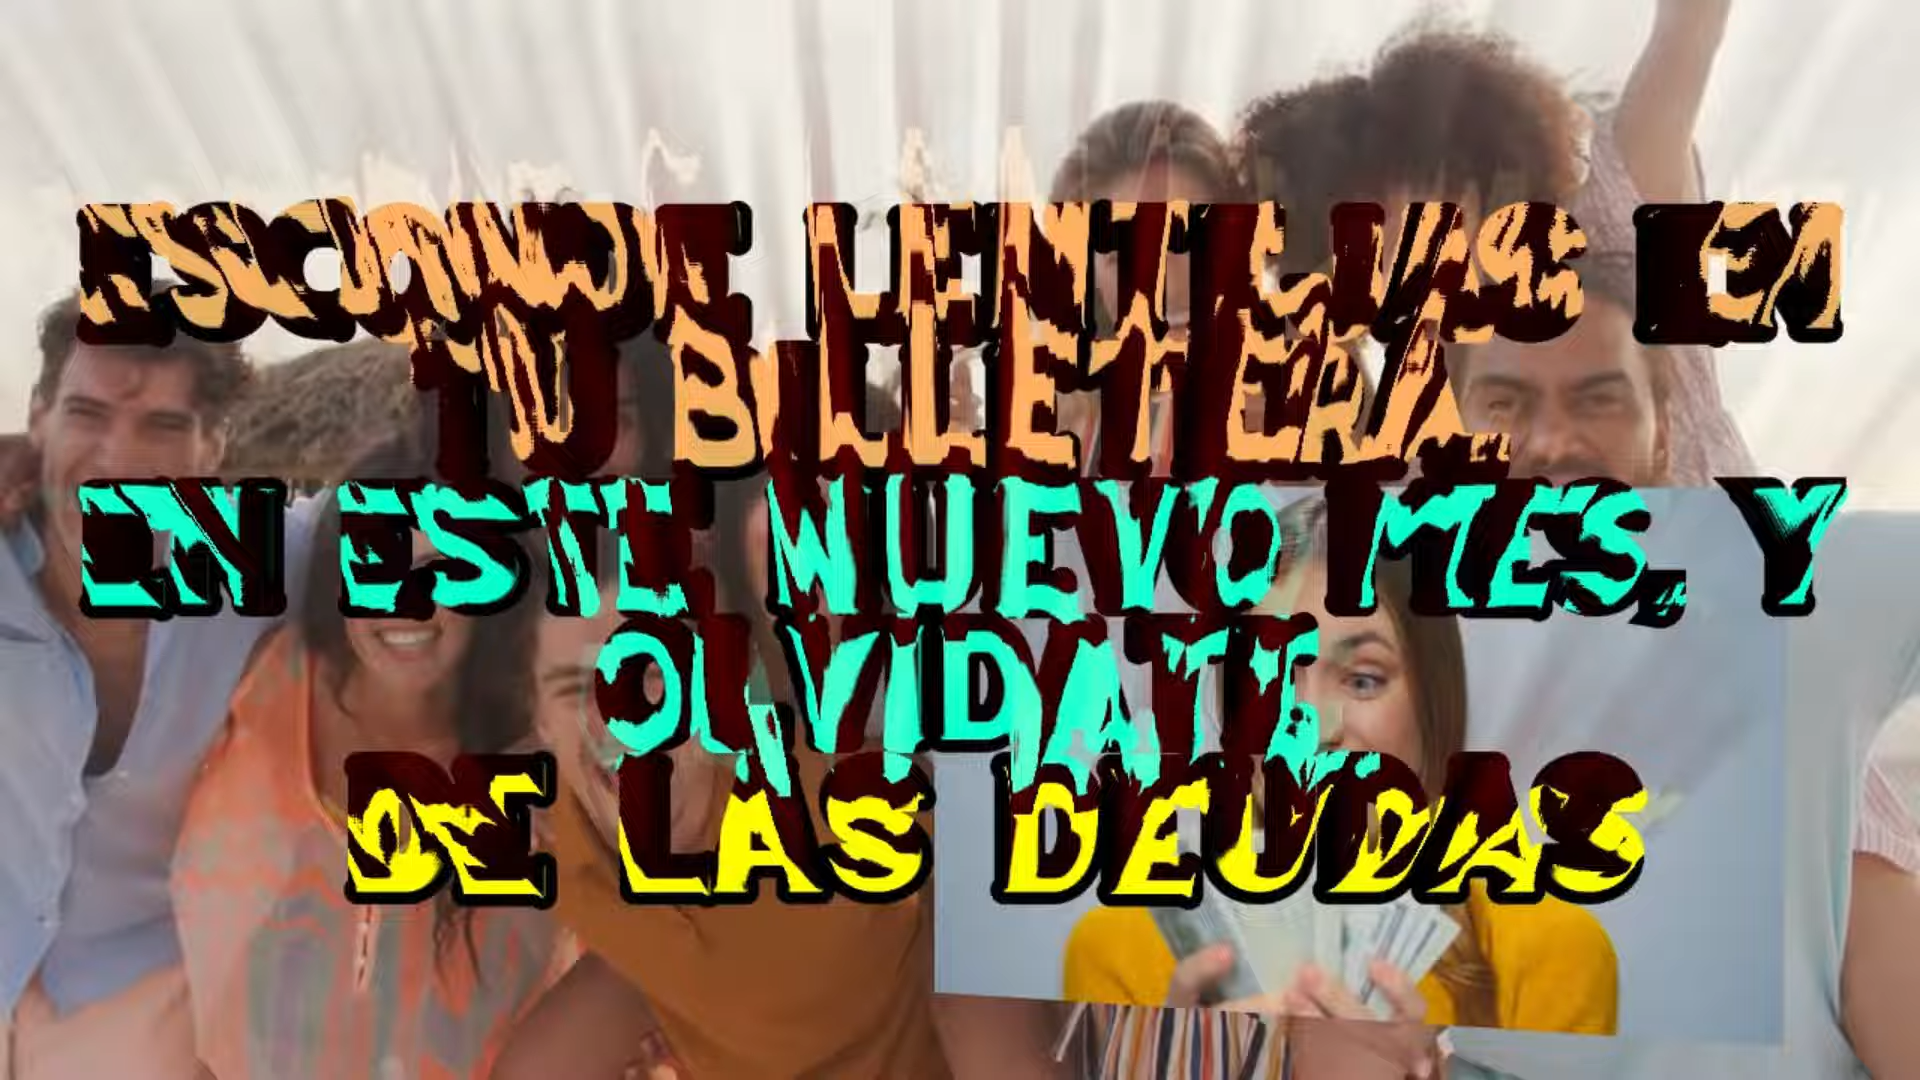 ESCONDE LENTEJAS EN
TU BILLETERA.
EN ESTE NUEVO MES, Y
OLVIDATE,
DE LAS DEUDAS